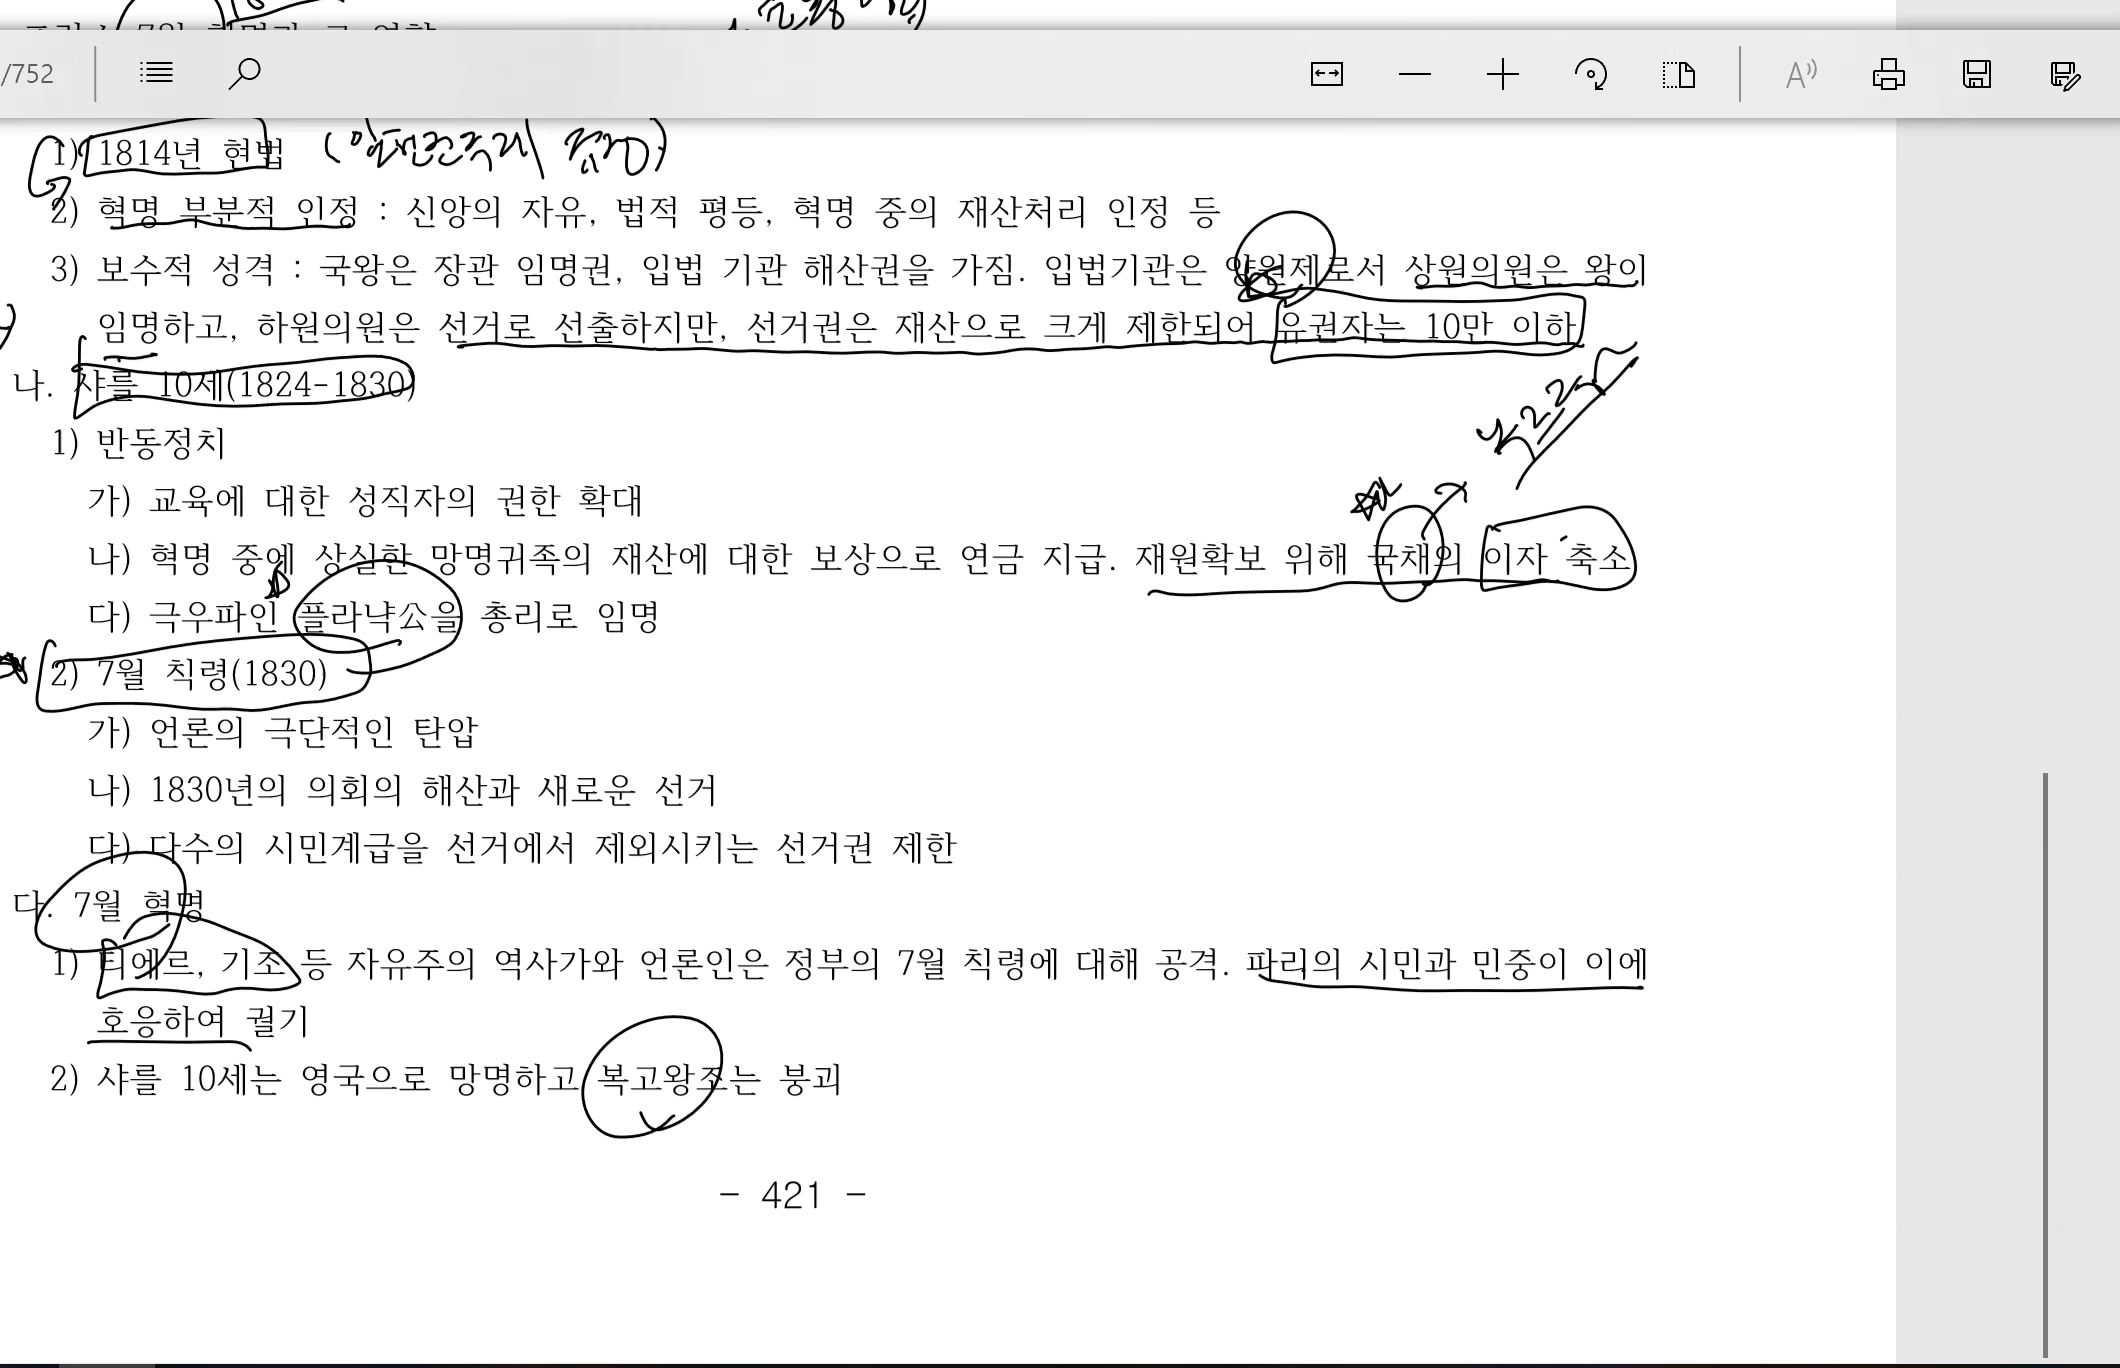 /752
1) 1814년 헌법 (입헌군주제 규정)
2) 혁명 부분적 인정 : 신앙의 자유, 법적 평등, 혁명 중의 재산처리 인정 등
3) 보수적 성격 : 국왕은 장관 임명권, 입법 기관 해산권을 가짐. 입법기관은 양원제로서 상원의원은 왕이
임명하고, 하원의원은 선거로 선출하지만, 선거권은 재산으로 크게 제한되어 유권자는 10만 이하
나. 샤를 10세(1824-1830)
1) 반동정치
가) 교육에 대한 성직자의 권한 확대
나) 혁명 중에 상실한 망명귀족의 재산에 대한 보상으로 연금 지급. 재원확보 위해 국채의 이자 축소
다) 극우파인 플라냑公을 총리로 임명
2) 7월 칙령(1830)
가) 언론의 극단적인 탄압
나) 1830년의 의회의 해산과 새로운 선거
다) 다수의 시민계급을 선거에서 제외시키는 선거권 제한
다. 7월 혁명
1) 티에르, 기조 등 자유주의 역사가와 언론인은 정부의 7월 칙령에 대해 공격. 파리의 시민과 민중이 이에
호응하여 궐기
2) 샤를 10세는 영국으로 망명하고 복고왕조는 붕괴
- 421 -